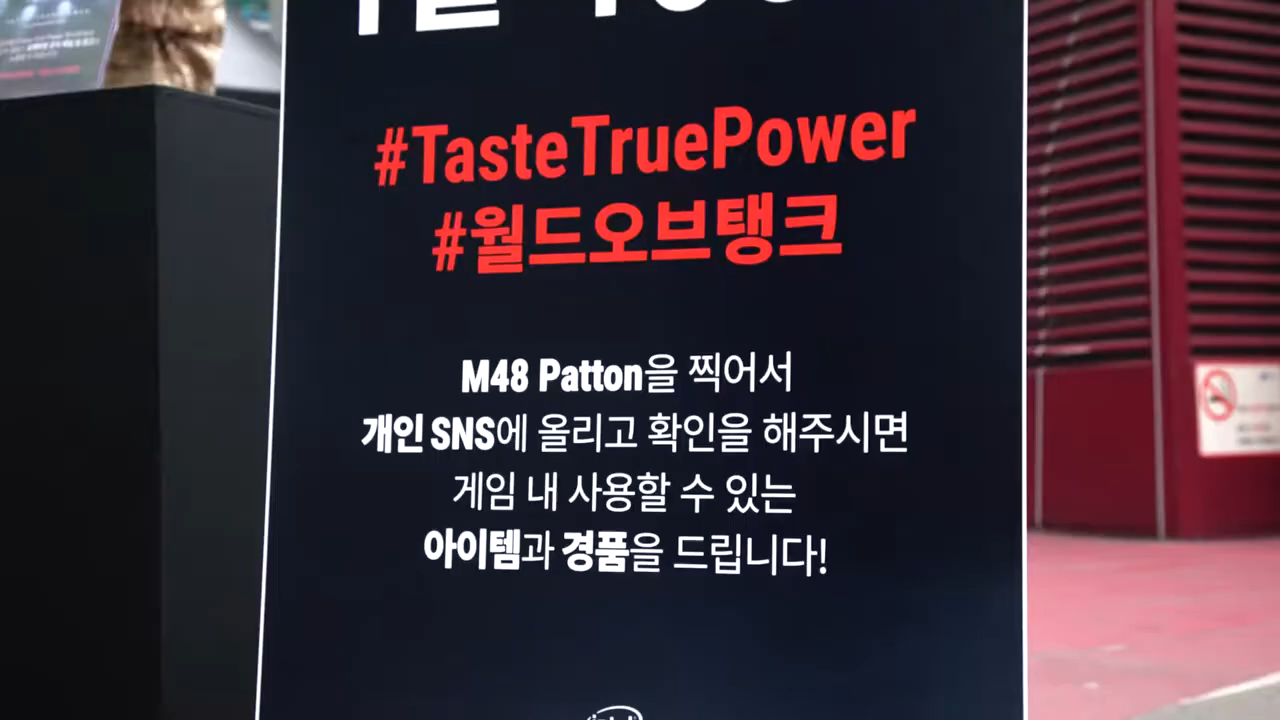 #TasteTruePower
#월드오브탱크
M48 Patton을 찍어서
개인 SNS에 올리고 확인을 해주시면
게임 내 사용할 수 있는
아이템과 경품을 드립니다!